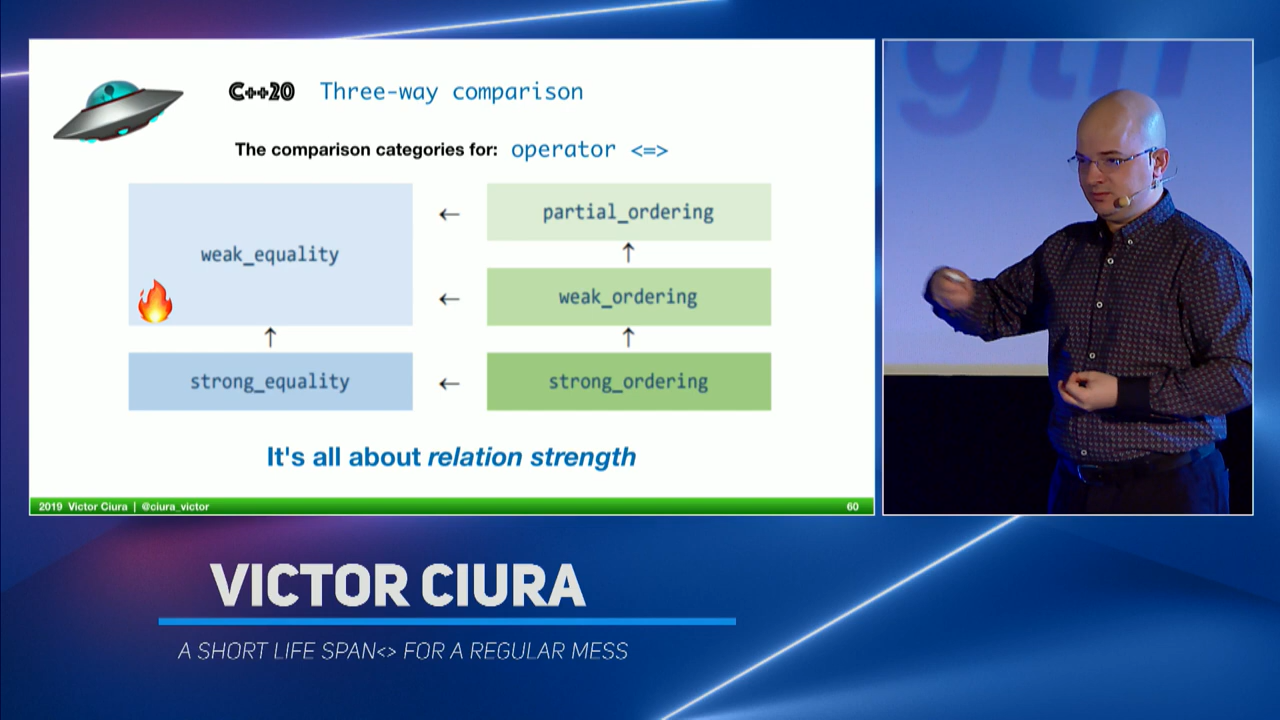 C++20 Three-way comparison
The comparison categories for: operator <=>
weak_equality
partial_ordering
weak_ordering
strong_equality
strong_ordering
It's all about relation strength
2019 Victor Ciura | @ciura_victor
60
gth
VICTOR CIURA
A SHORT LIFE SPAN<> FOR A REGULAR MESS